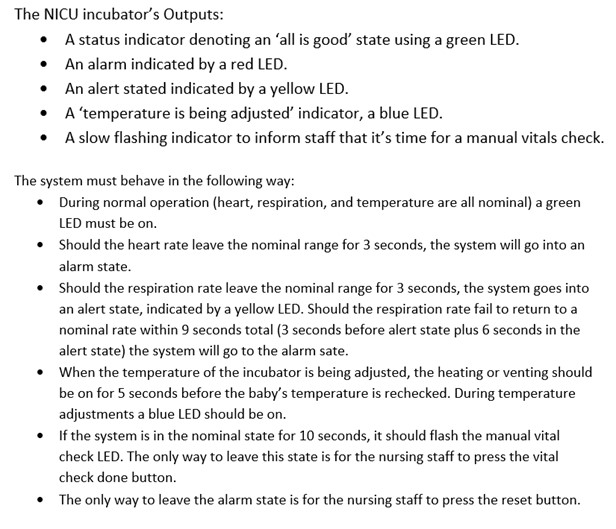 The NICU incubator’s Outputs:
• A status indicator denoting an ‘all is good’ state using a green LED.
• An alarm indicated by a red LED.
• An alert stated indicated by a yellow LED.
• A ‘temperature is being adjusted’ indicator, a blue LED.
• A slow flashing indicator to inform staff that it’s time for a manual vitals check.
The system must behave in the following way:
• During normal operation (heart, respiration, and temperature are all nominal) a green
LED must be on.
• Should the heart rate leave the nominal range for 3 seconds, the system will go into an
alarm state.
• Should the respiration rate leave the nominal range for 3 seconds, the system goes into
an alert state, indicated by a yellow LED. Should the respiration rate fail to return to a
nominal rate within 9 seconds total (3 seconds before alert state plus 6 seconds in the
alert state) the system will go to the alarm sate.
• When the temperature of the incubator is being adjusted, the heating or venting should
be on for 5 seconds before the baby’s temperature is rechecked. During temperature
adjustments a blue LED should be on.
• If the system is in the nominal state for 10 seconds, it should flash the manual vital
check LED. The only way to leave this state is for the nursing staff to press the vital
check done button.
• The only way to leave the alarm state is for the nursing staff to press the reset button.